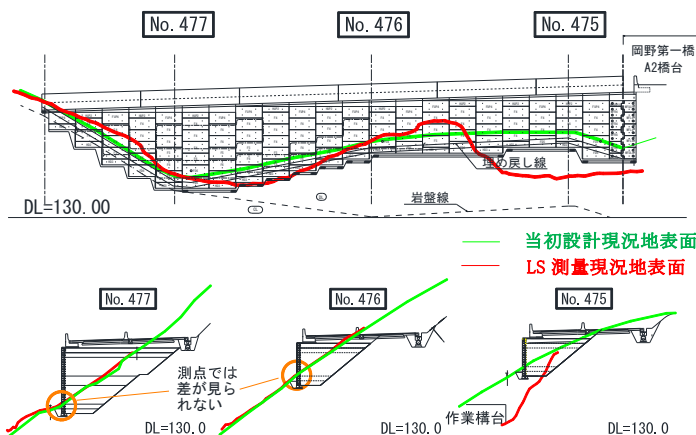 No. 477
No. 476
No. 475
岡野第一橋
A2橋台
埋め戻し線
岩盤線
DL=130.00
当初設計現況地表面
LS 測量現況地表面
No. 477
No. 476
No. 475
測点では
差が見ら
れない
作業構台
DL=130.0
DL=130.0
DL=130.0